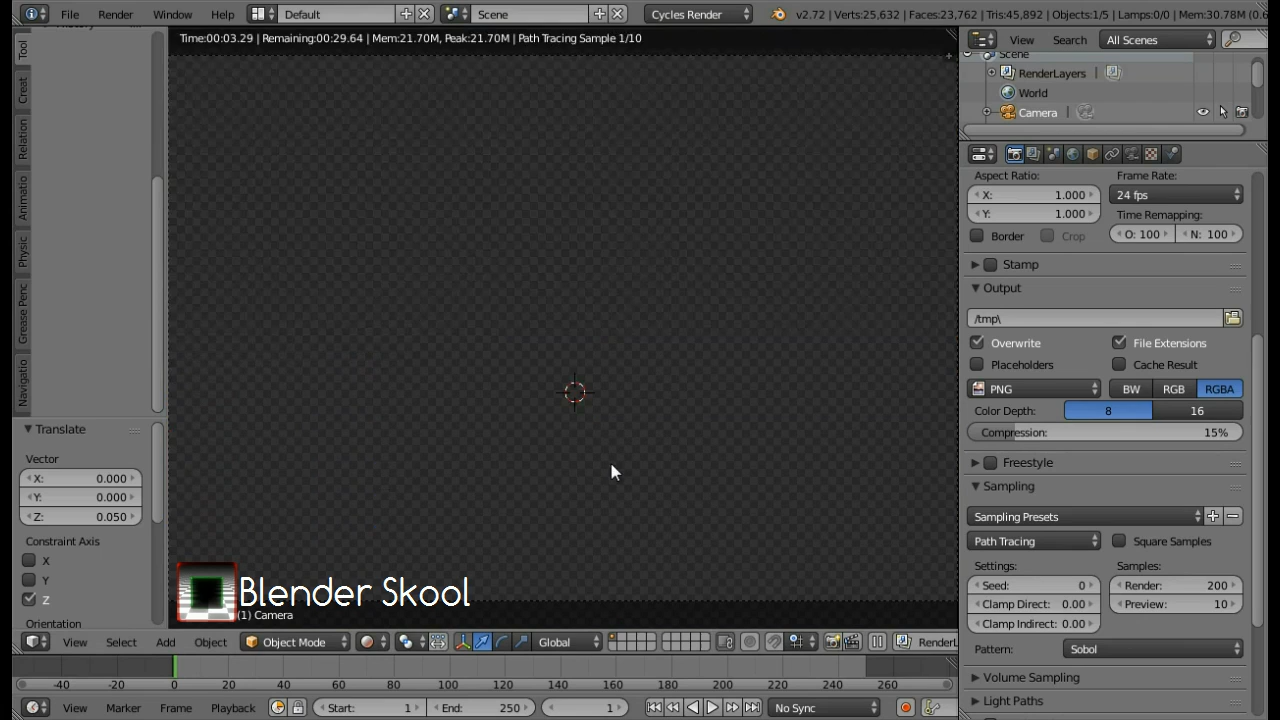 File Render Window Help Default Scene Cycles Render v2.72 | Verts:25,632 | Faces:23,762 | Tris:45,892 | Objects:1/5 | Lamps:0/0 | Mem:30.78M (0.6
Time:00:03.29 | Remaining:00:29.64 | Mem:21.70M, Peak:21.70M | Path Tracing Sample 1/10
Tool
Creat
Relation
Animatio
Physic
Grease Penc
Navigatio
Translate
Vector
X: 0.000
Y: 0.000
Z: 0.050
Constraint Axis
X
Y
Z
Orientation
Blender Skool
(1) Camera
View Select Add Object Object Mode Global RenderL
-40 -20 0 20 40 60 80 100 120 140 160 180 200 220 240 260
View Marker Frame Playback Start: 1 End: 250 1 No Sync
View Search All Scenes
Scene
RenderLayers
World
Camera
Aspect Ratio: Frame Rate:
X: 1.000 24 fps
Y: 1.000 Time Remapping:
Border Crop O: 100 N: 100
Stamp
Output
/tmp\
Overwrite File Extensions
Placeholders Cache Result
PNG BW RGB RGBA
Color Depth: 8 16
Compression: 15%
Freestyle
Sampling
Sampling Presets
Path Tracing Square Samples
Settings: Samples:
Seed: 0 Render: 200
Clamp Direct: 0.00 Preview: 10
Clamp Indirect: 0.00
Pattern: Sobol
Volume Sampling
Light Paths